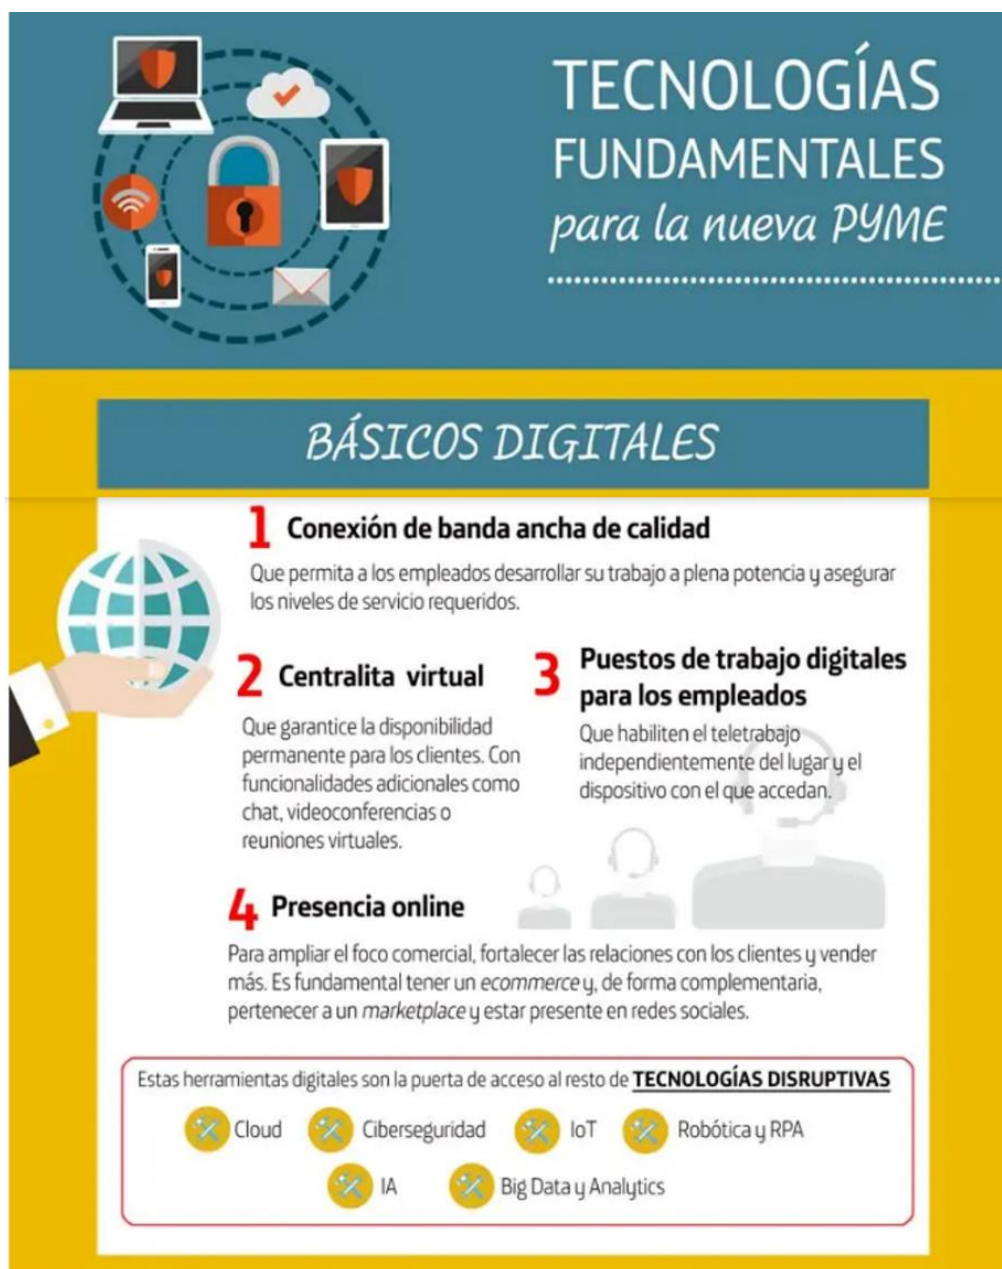 TECNOLOGÍAS
FUNDAMENTALES
para la nueva PYME
BÁSICOS DIGITALES
1 Conexión de banda ancha de calidad
Que permita a los empleados desarrollar su trabajo a plena potencia y asegurar
los niveles de servicio requeridos.
2 Centralita virtual
Que garantice la disponibilidad
permanente para los clientes. Con
funcionalidades adicionales como
chat, videoconferencias o
reuniones virtuales.
3 Puestos de trabajo digitales
para los empleados
Que habiliten el teletrabajo
independientemente del lugar y el
dispositivo con el que accedan.
4 Presencia online
Para ampliar el foco comercial, fortalecer las relaciones con los clientes y vender
más. Es fundamental tener un ecommerce y, de forma complementaria,
pertenecer a un marketplace y estar presente en redes sociales.
Estas herramientas digitales son la puerta de acceso al resto de TECNOLOGÍAS DISRUPTIVAS
Cloud Ciberseguridad IoT Robótica y RPA
IA Big Data y Analytics